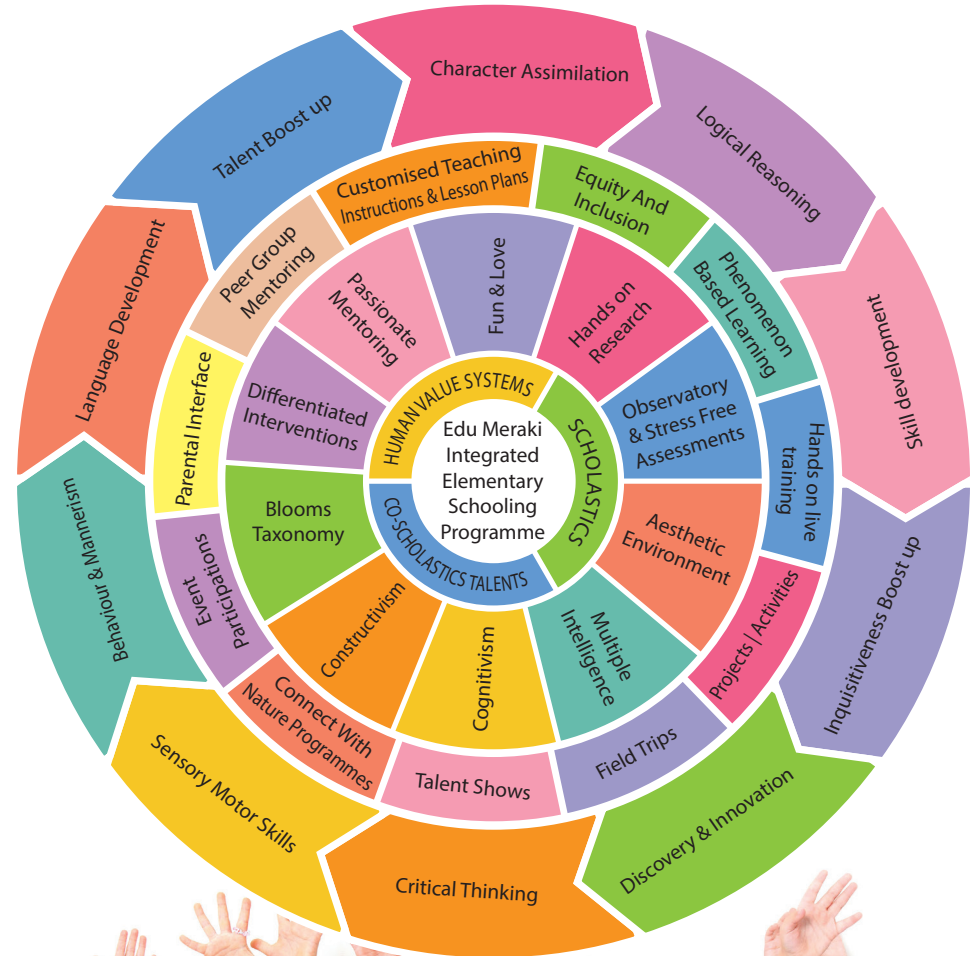 Character Assimilation
Logical Reasoning
Skill development
Inquisitiveness Boost up
Discovery & Innovation
Critical Thinking
Sensory Motor Skills
Behaviour & Mannerism
Language Development
Talent Boost up
Customised Teaching
Instructions & Lesson Plans
Equity And
Inclusion
Phenomenon
Based Learning
Hands on live
training
Projects | Activities
Field Trips
Talent Shows
Connect With
Nature Programmes
Event
Participations
Parental Interface
Peer Group
Mentoring
Fun & Love
Hands on
Research
Observatory
& Stress Free
Assessments
Aesthetic
Environment
Multiple
Intelligence
Cognitivism
Constructivism
Blooms
Taxonomy
Differentiated
Interventions
Passionate
Mentoring
HUMAN VALUE SYSTEMS
SCHOLASTICS
CO-SCHOLASTICS TALENTS
Edu Meraki
Integrated
Elementary
Schooling
Programme